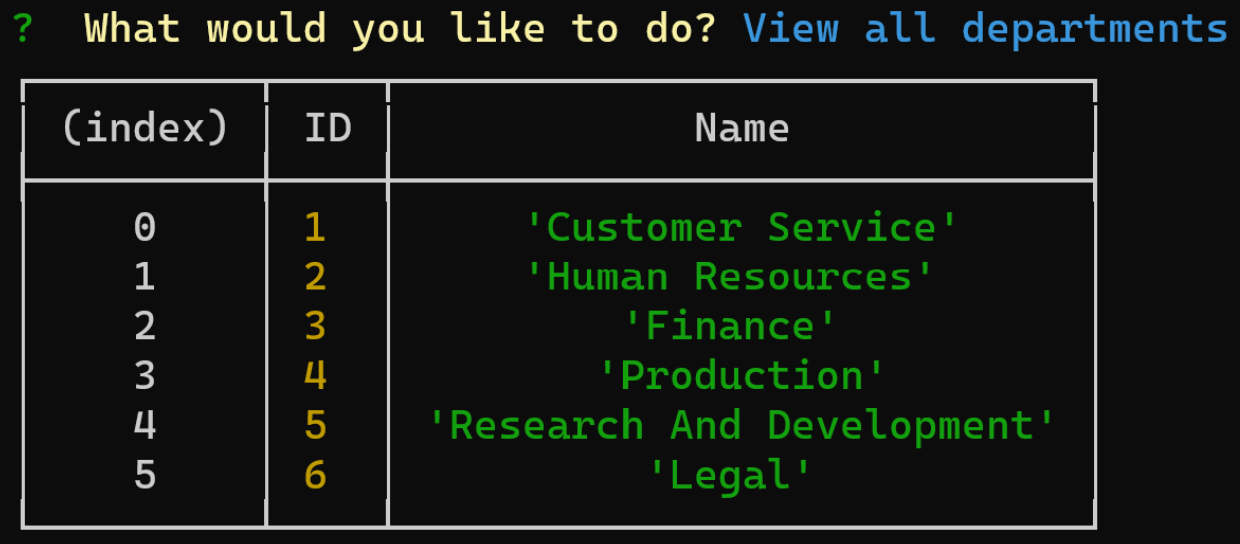 ? What would you like to do? View all departments
(index) ID Name
0 1 'Customer Service'
1 2 'Human Resources'
2 3 'Finance'
3 4 'Production'
4 5 'Research And Development'
5 6 'Legal'